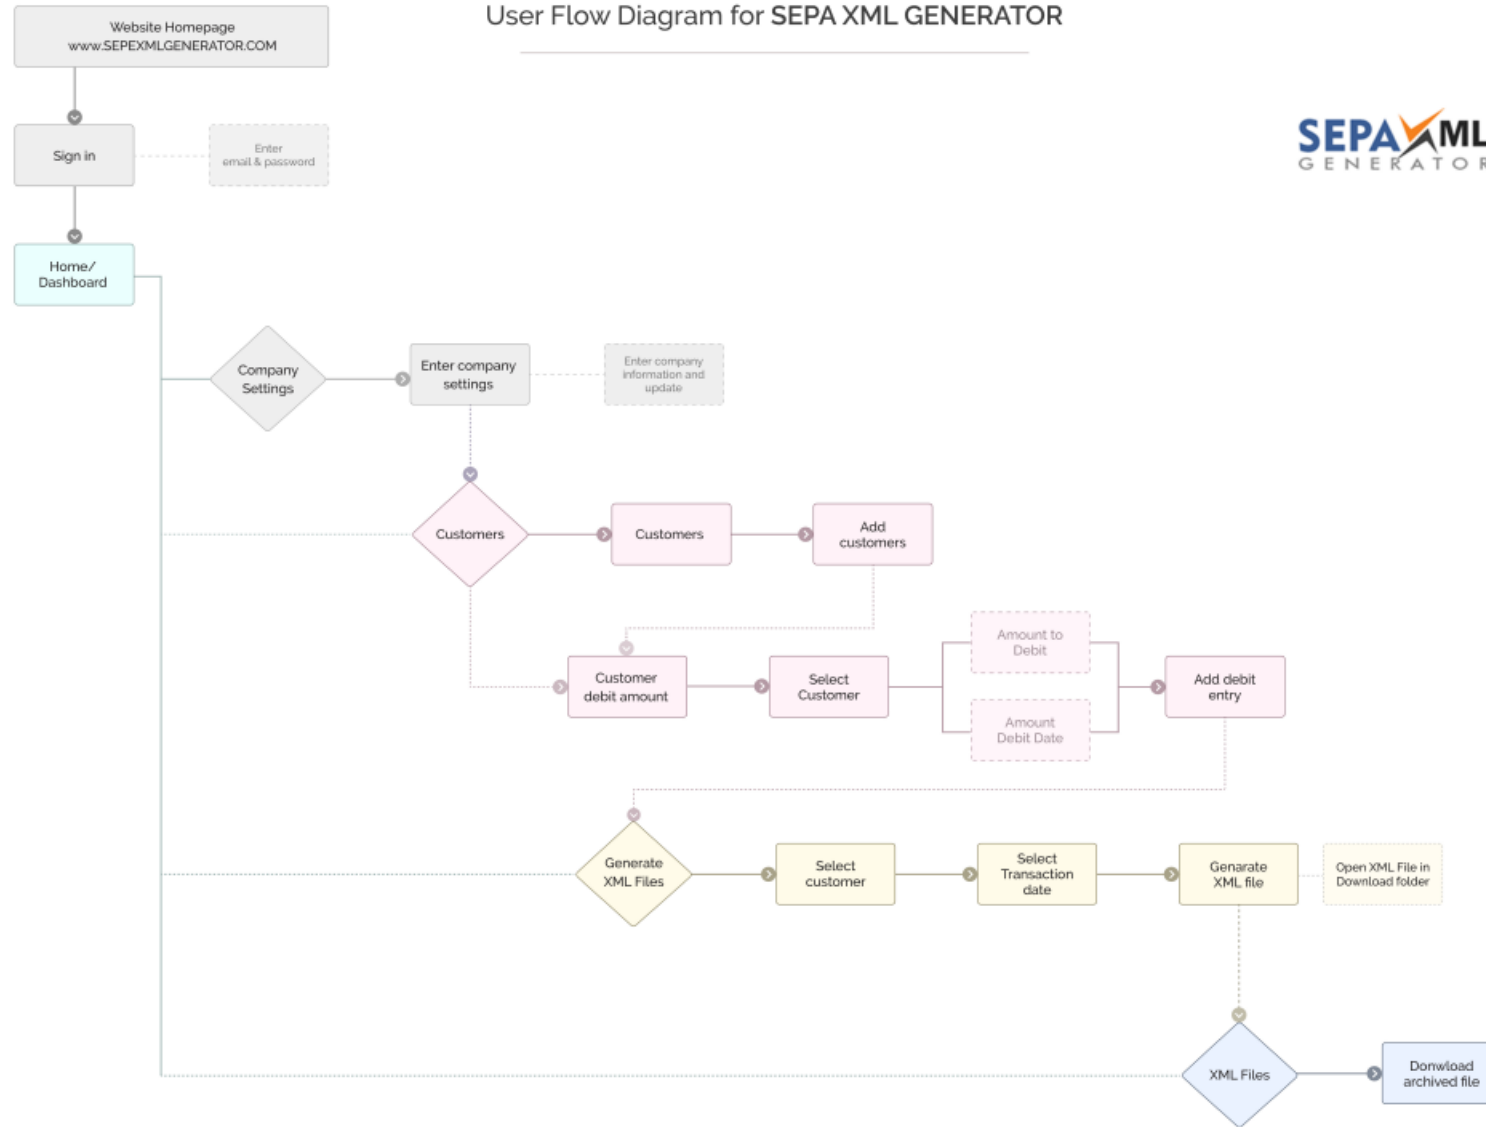 User Flow Diagram for SEPA XML GENERATOR
Website Homepage
www.SEPEXMLGENERATOR.COM
SEPA XML
GENERATOR
Sign in
Enter
email & password
Home/
Dashboard
Company
Settings
Enter company
settings
Enter company
information and
update
Customers
Customers
Add
customers
Customer
debit amount
Select
Customer
Amount to
Debit
Amount
Debit Date
Add debit
entry
Generate
XML Files
Select
customer
Select
Transaction
date
Genarate
XML file
Open XML File in
Download folder
XML Files
Donwload
archived file